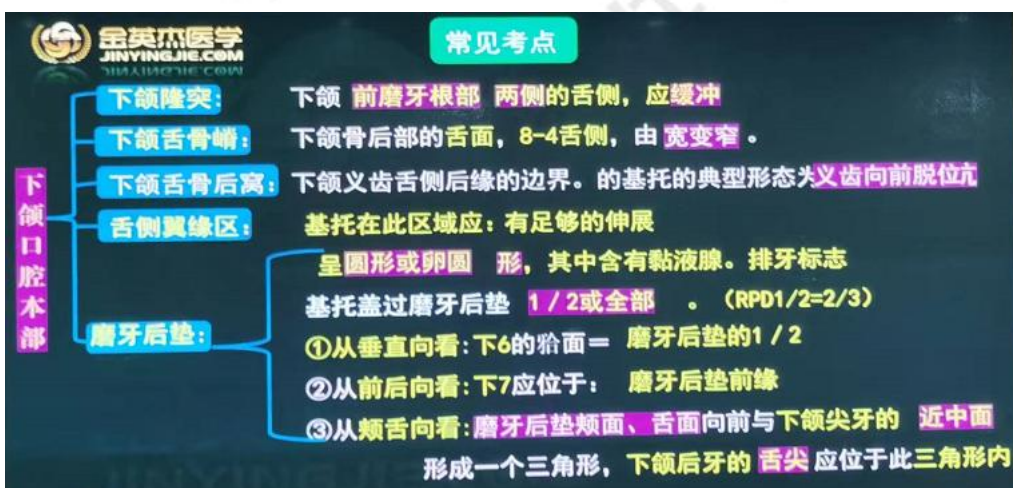 金英杰医学
JINYINGJIE.COM
常见考点
下颌口腔本部
下颌隆突： 下颌 前磨牙根部 两侧的舌侧，应缓冲
下颌舌骨嵴： 下颌骨后部的舌面，8-4舌侧，由 宽变窄 。
下颌舌骨后窝： 下颌义齿舌侧后缘的边界。的基托的典型形态为义齿向前脱位
舌侧翼缘区： 基托在此区域应：有足够的伸展
磨牙后垫：
呈圆形或卵圆 形，其中含有黏液腺。排牙标志
基托盖过磨牙后垫 1/2或全部 。（RPD1/2=2/3）
①从垂直向看：下6的𬌗面＝ 磨牙后垫的1/2
②从前后向看：下7应位于： 磨牙后垫前缘
③从颊舌向看：磨牙后垫颊面、舌面向前与下颌尖牙的 近中面
形成一个三角形，下颌后牙的 舌尖 应位于此三角形内